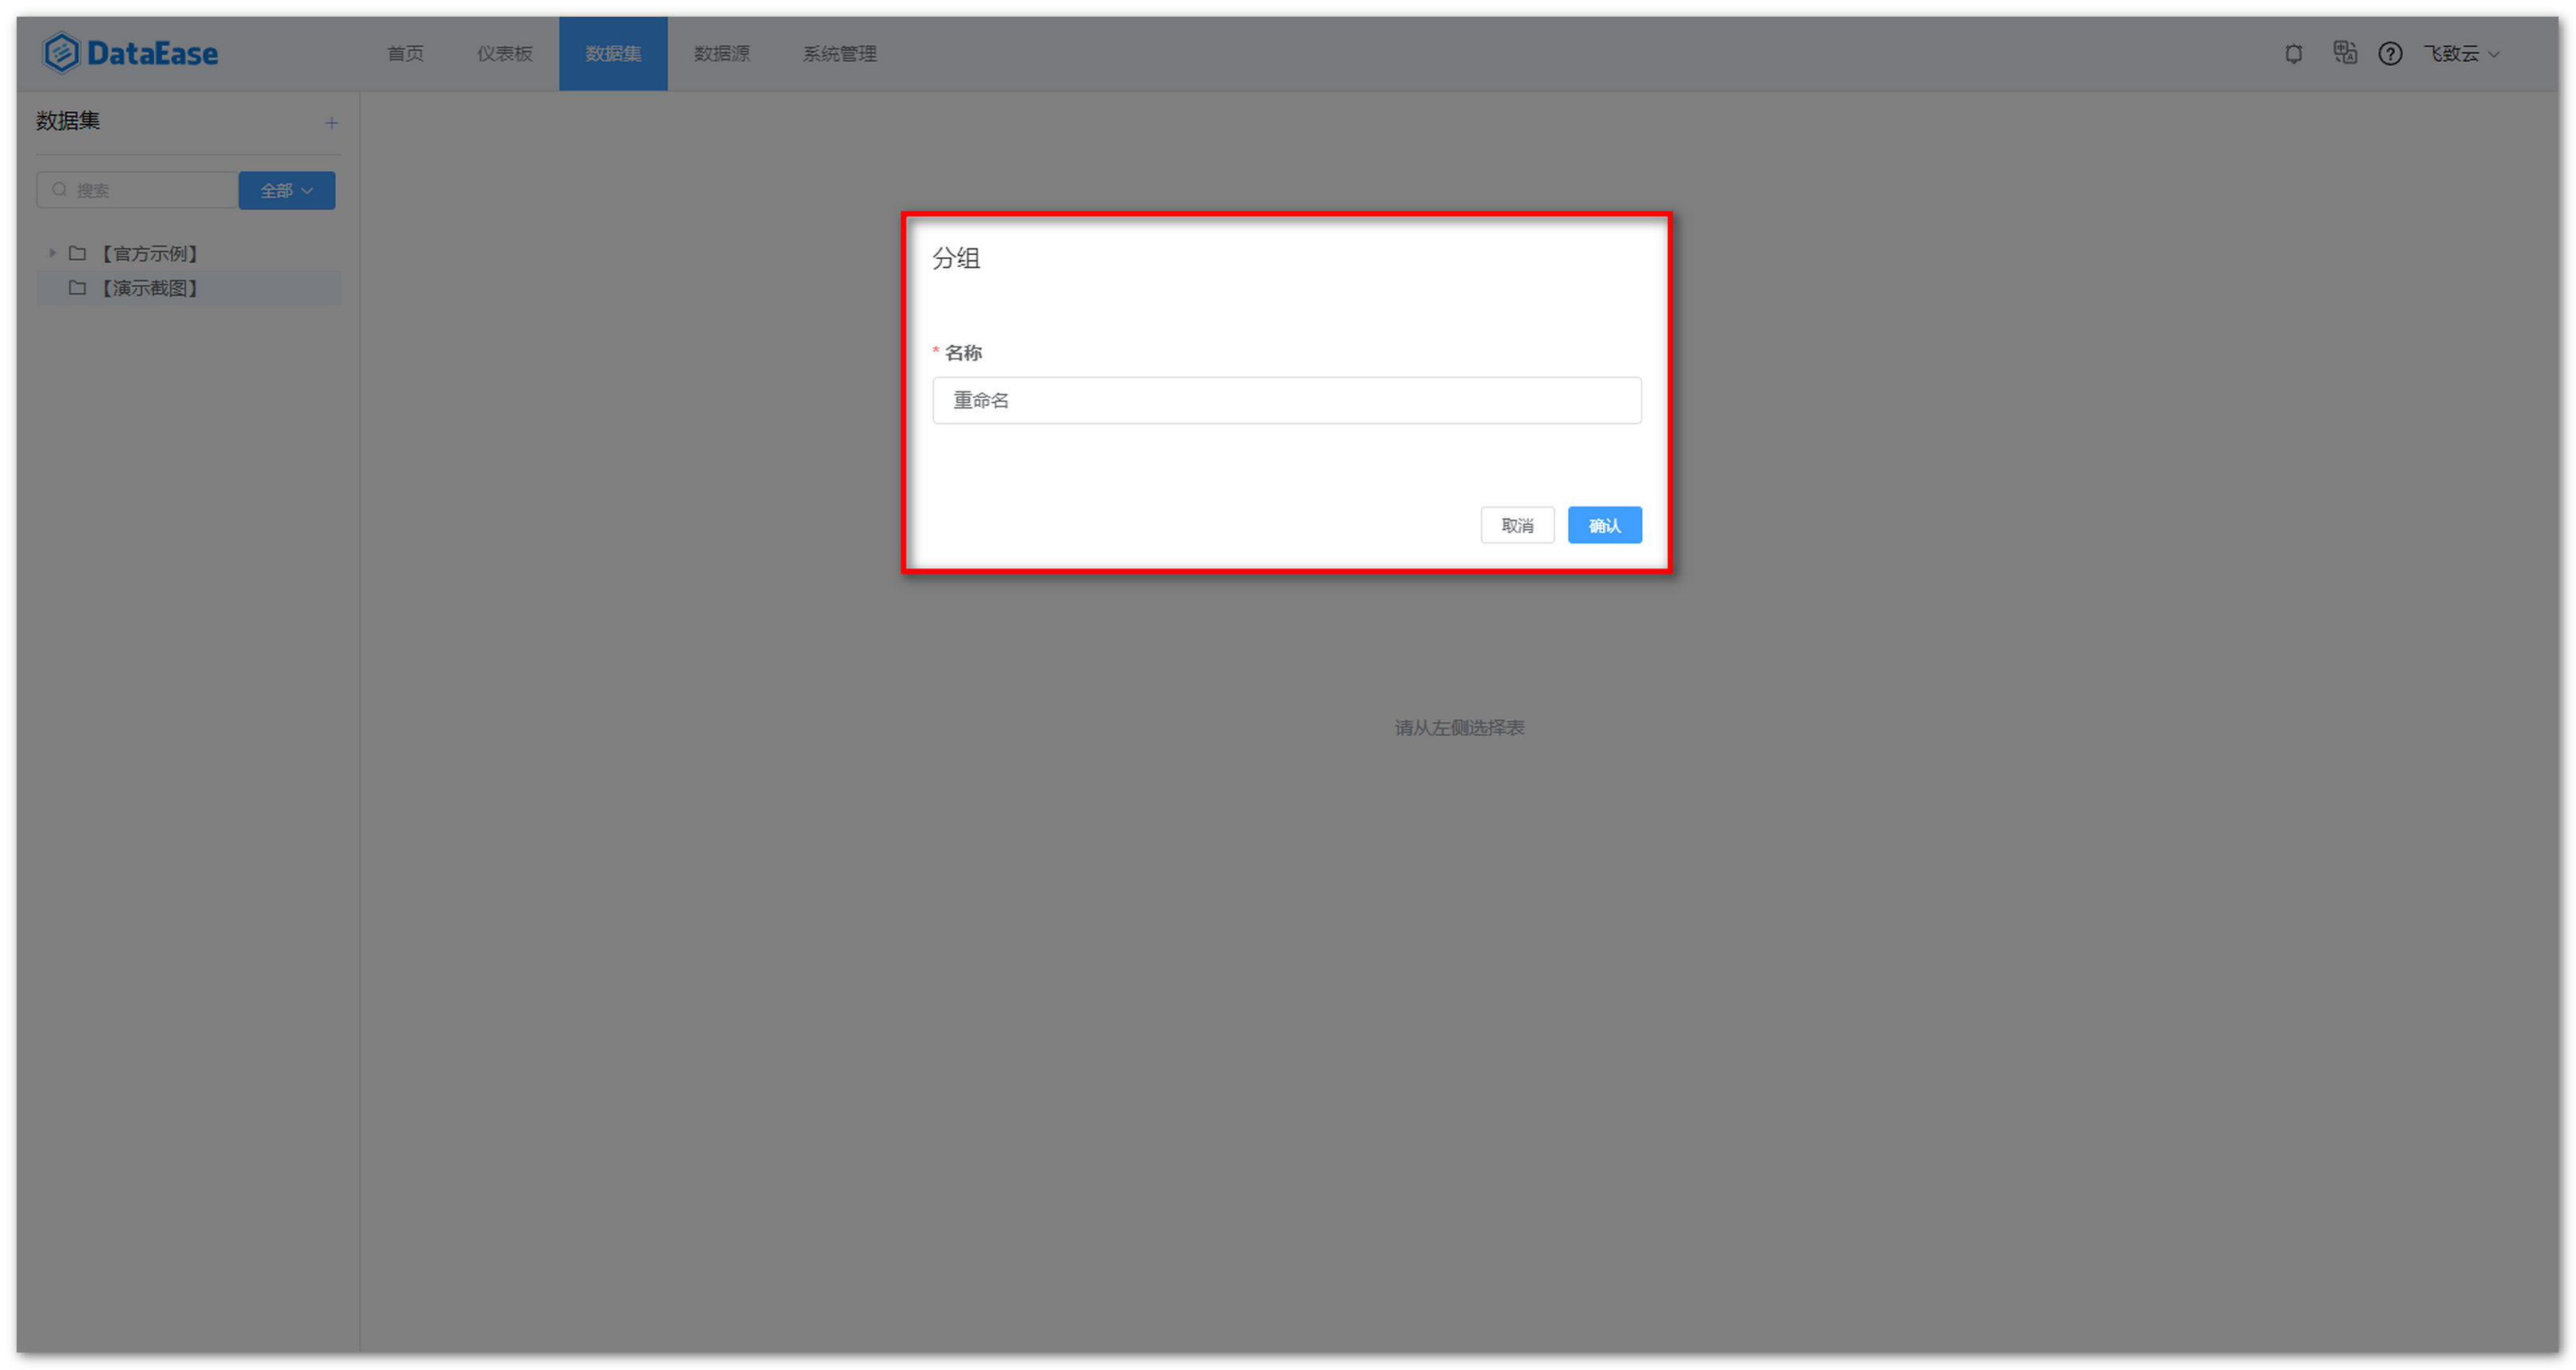 DataEase
首页 仪表板 数据集 数据源 系统管理
飞致云
数据集
搜索 全部
【官方示例】
【演示截图】
分组
* 名称
重命名
取消 确认
请从左侧选择表